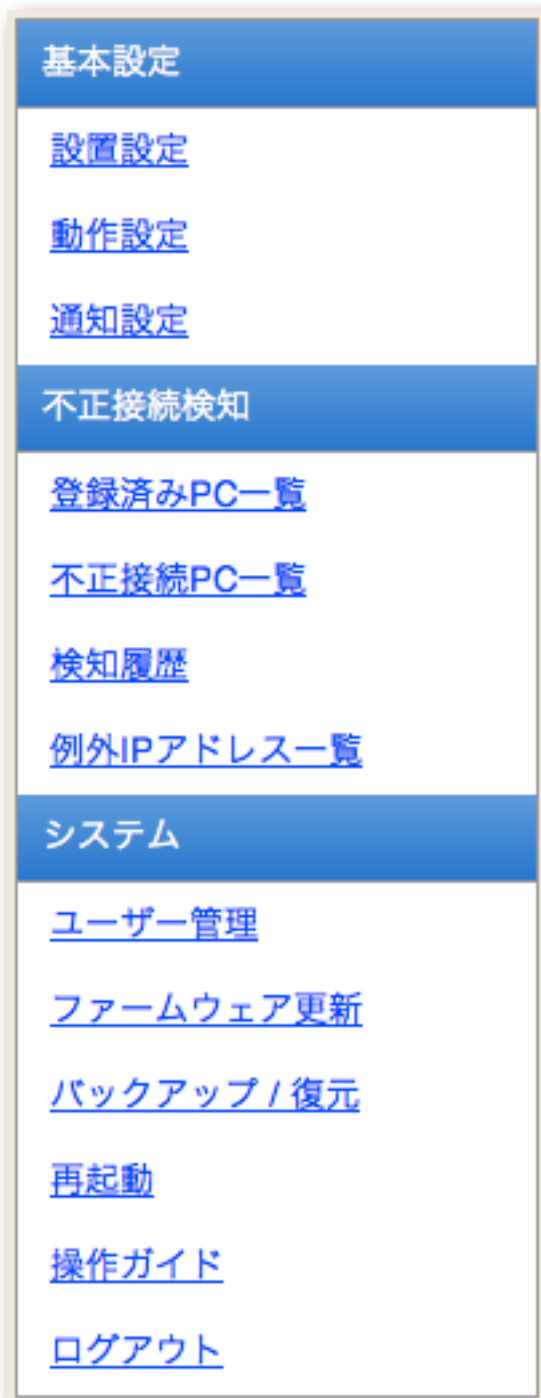 基本設定
設置設定
動作設定
通知設定
不正接続検知
登録済みPC一覧
不正接続PC一覧
検知履歴
例外IPアドレス一覧
システム
ユーザー管理
ファームウェア更新
バックアップ / 復元
再起動
操作ガイド
ログアウト